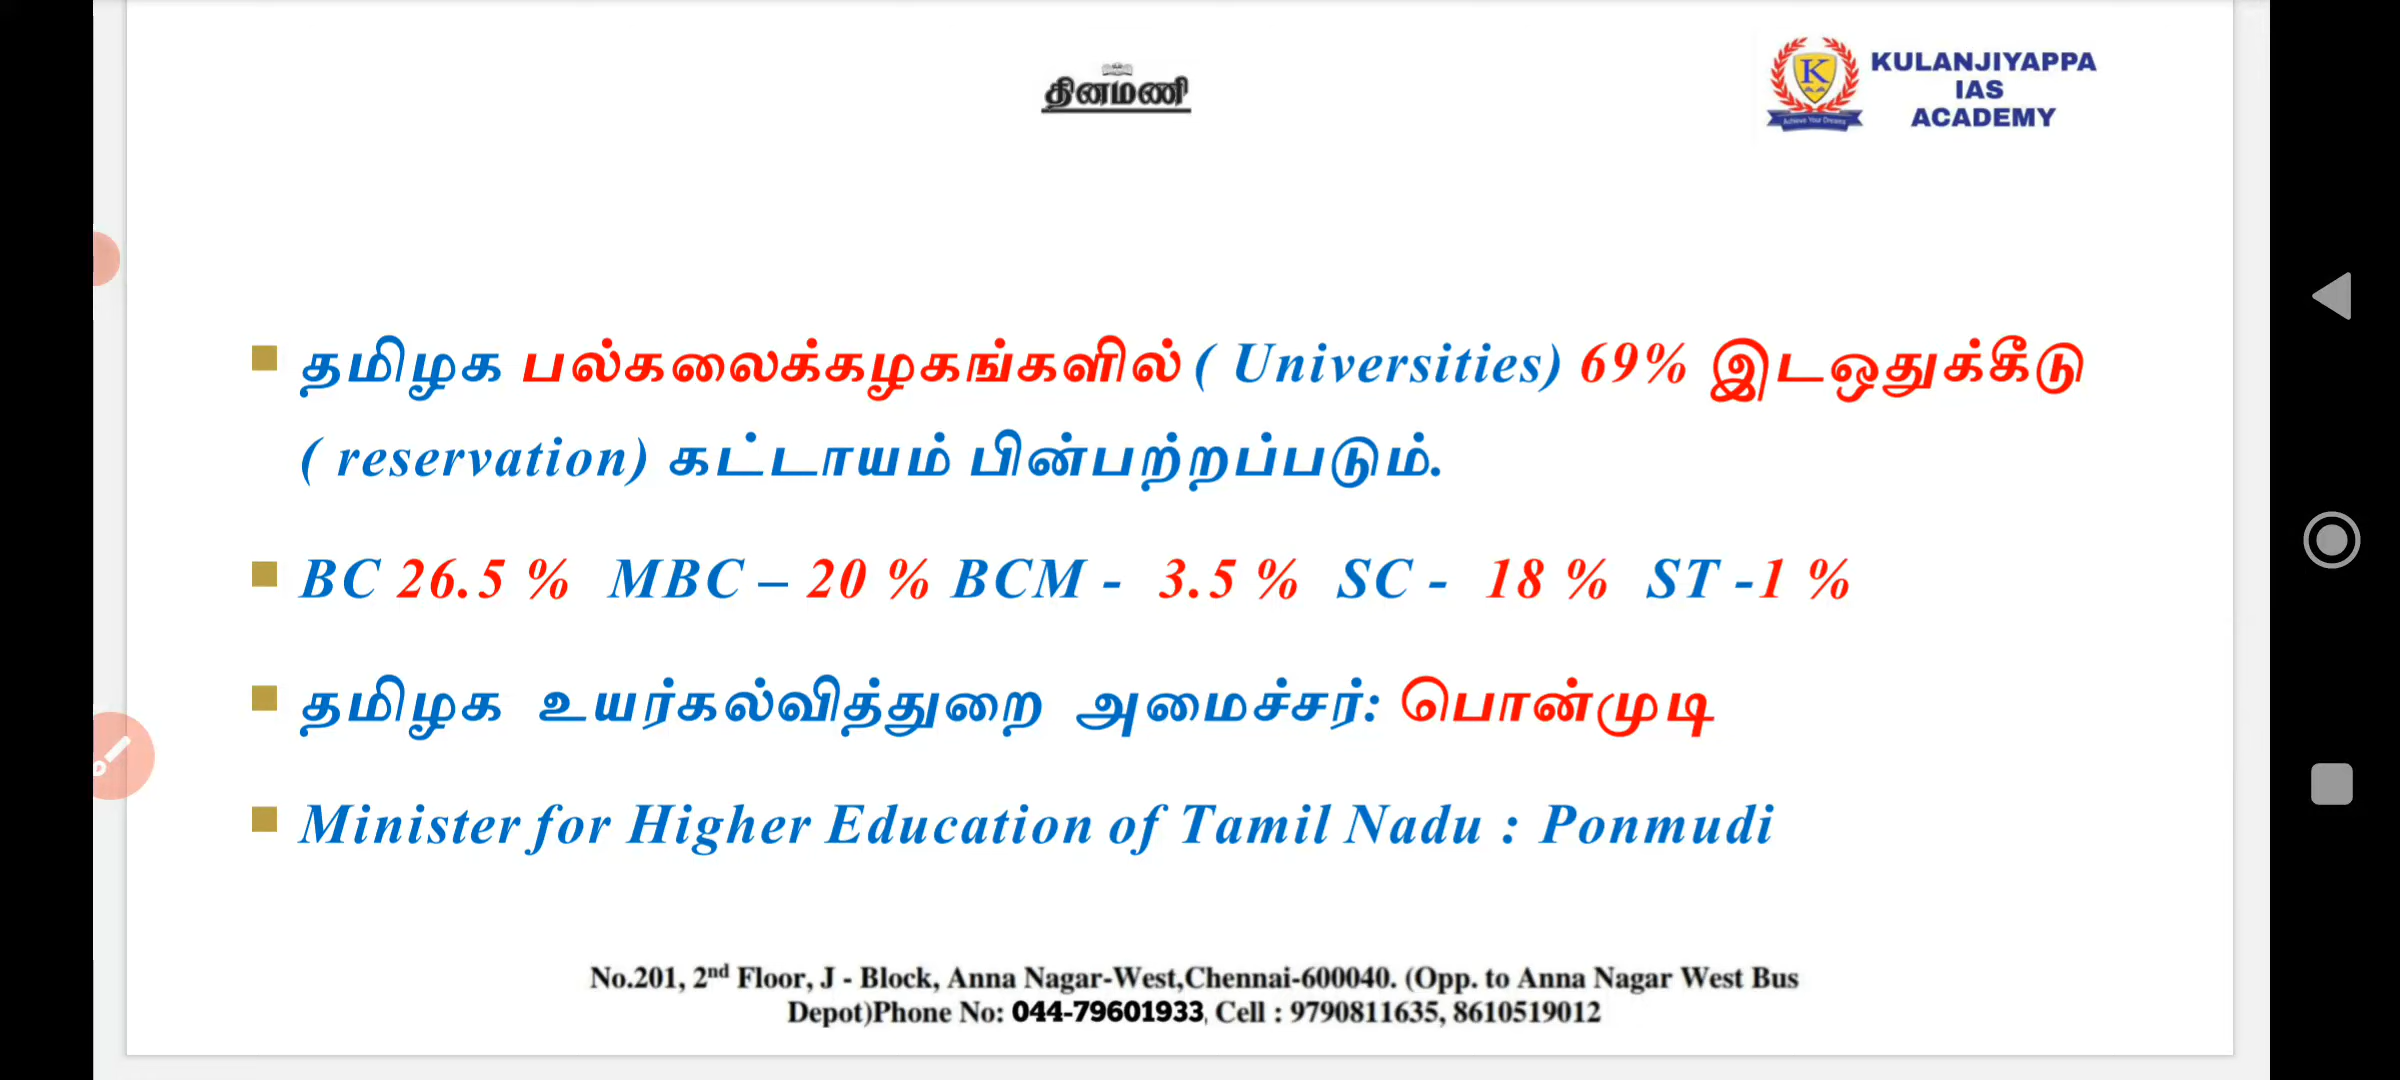 தினமணி
KULANJIYAPPA
IAS
ACADEMY
Achieve Your Dreams
தமிழக பல்கலைக்கழகங்களில் ( Universities) 69% இடஒதுக்கீடு
( reservation) கட்டாயம் பின்பற்றப்படும்.
BC 26.5 % MBC – 20 % BCM - 3.5 % SC - 18 % ST -1 %
தமிழக உயர்கல்வித்துறை அமைச்சர்: பொன்முடி
Minister for Higher Education of Tamil Nadu : Ponmudi
No.201, 2nd Floor, J - Block, Anna Nagar-West,Chennai-600040. (Opp. to Anna Nagar West Bus
Depot)Phone No: 044-79601933, Cell : 9790811635, 8610519012